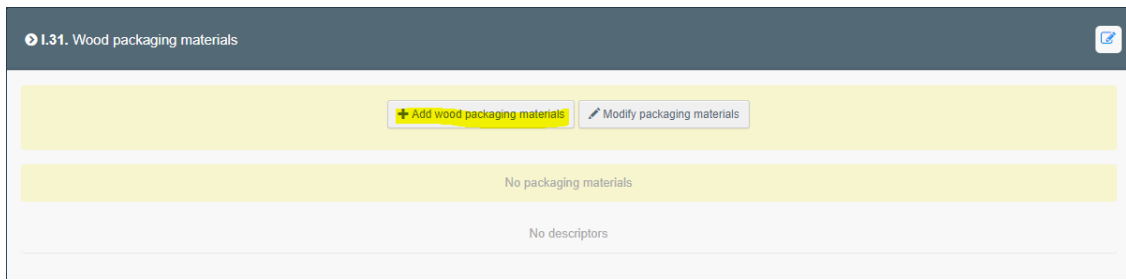 I.31. Wood packaging materials
Add wood packaging materials Modify packaging materials
No packaging materials
No descriptors